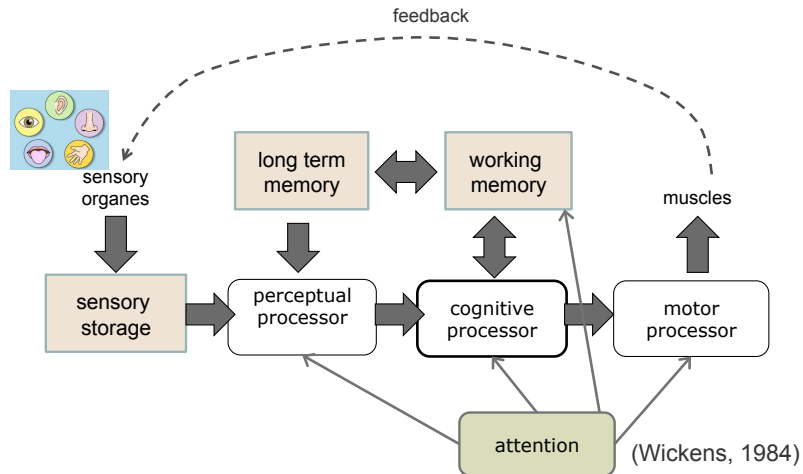 feedback
sensory
organes
long term
memory
working
memory
muscles
sensory
storage
perceptual
processor
cognitive
processor
motor
processor
attention
(Wickens, 1984)